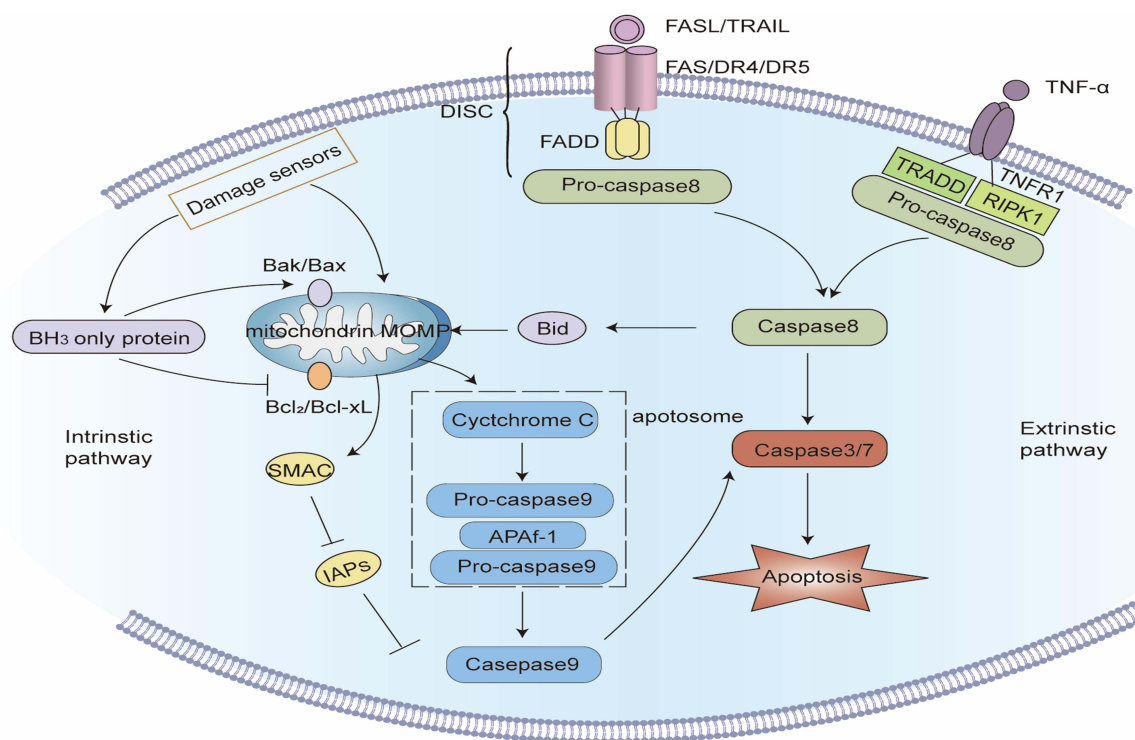 FASL/TRAIL
FAS/DR4/DR5
DISC
FADD
Pro-caspase8
TNF-α
TNFR1
TRADD
RIPK1
Pro-caspase8
Damage sensors
Bak/Bax
mitochondrin MOMP
BH₃ only protein
Bid
Caspase8
Bcl₂/Bcl-xL
Intrinstic
pathway
SMAC
IAPs
Cyctchrome C
apotosome
Pro-caspase9
APAf-1
Pro-caspase9
Casepase9
Caspase3/7
Apoptosis
Extrinstic
pathway